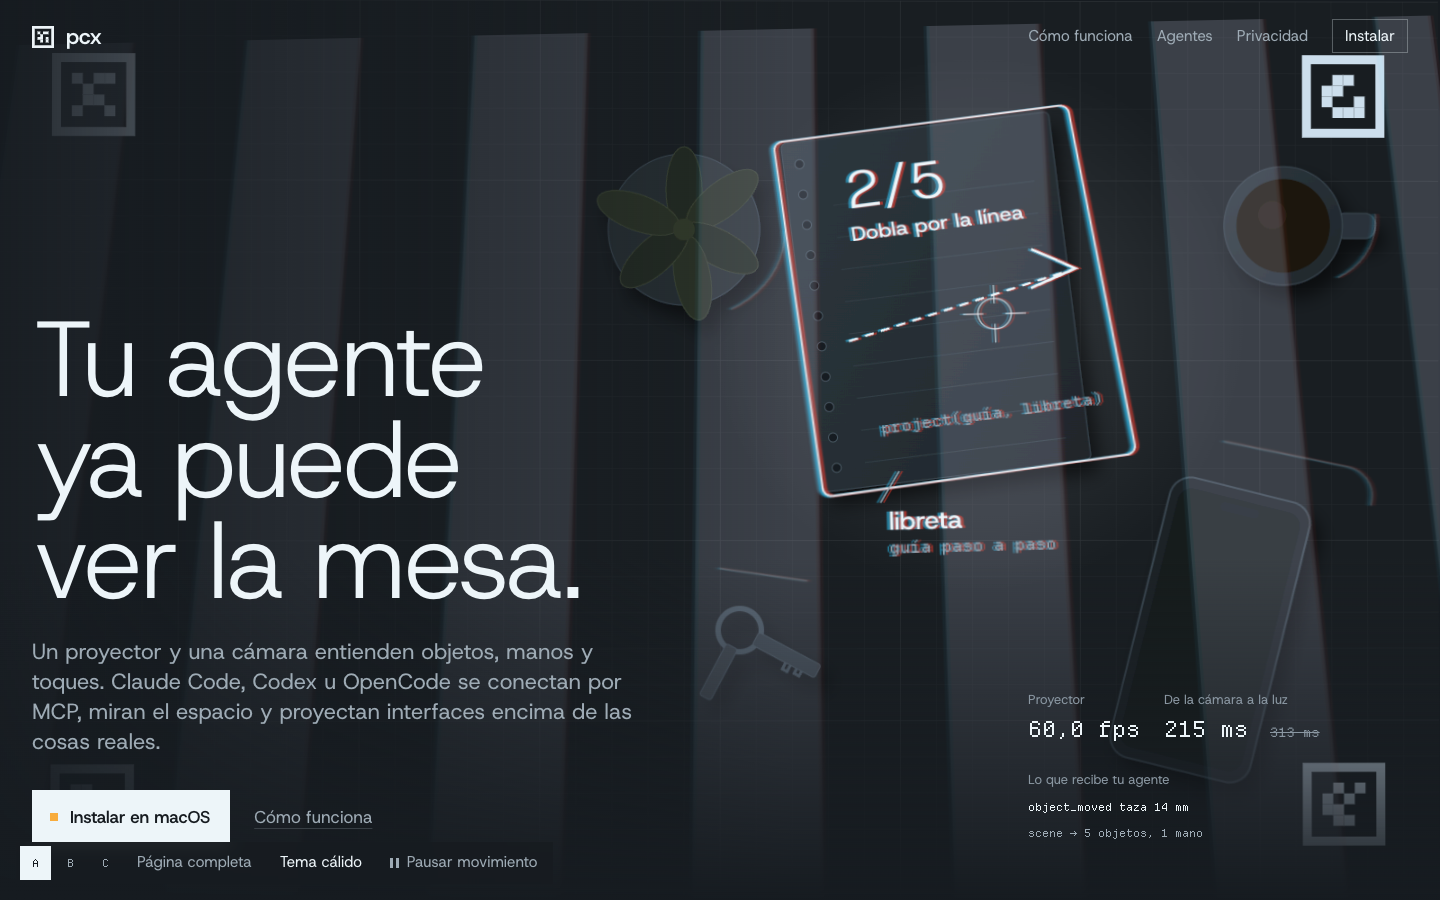 pcx
Cómo funciona
Agentes
Privacidad
Instalar
2/5
Dobla por la línea
project(guía, libreta)
libreta
guía paso a paso
Tu agente
ya puede
ver la mesa.
Un proyector y una cámara entienden objetos, manos y
toques. Claude Code, Codex u OpenCode se conectan por
MCP, miran el espacio y proyectan interfaces encima de las
cosas reales.
Instalar en macOS
Cómo funciona
Proyector
60,0 fps
De la cámara a la luz
215 ms 313 ms
Lo que recibe tu agente
object_moved taza 14 mm
scene → 5 objetos, 1 mano
A B C Página completa Tema cálido Pausar movimiento